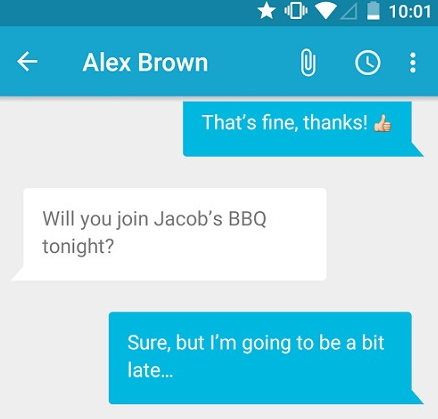 10:01
Alex Brown
That's fine, thanks! 👍🏼
Will you join Jacob's BBQ
tonight?
Sure, but I'm going to be a bit
late...